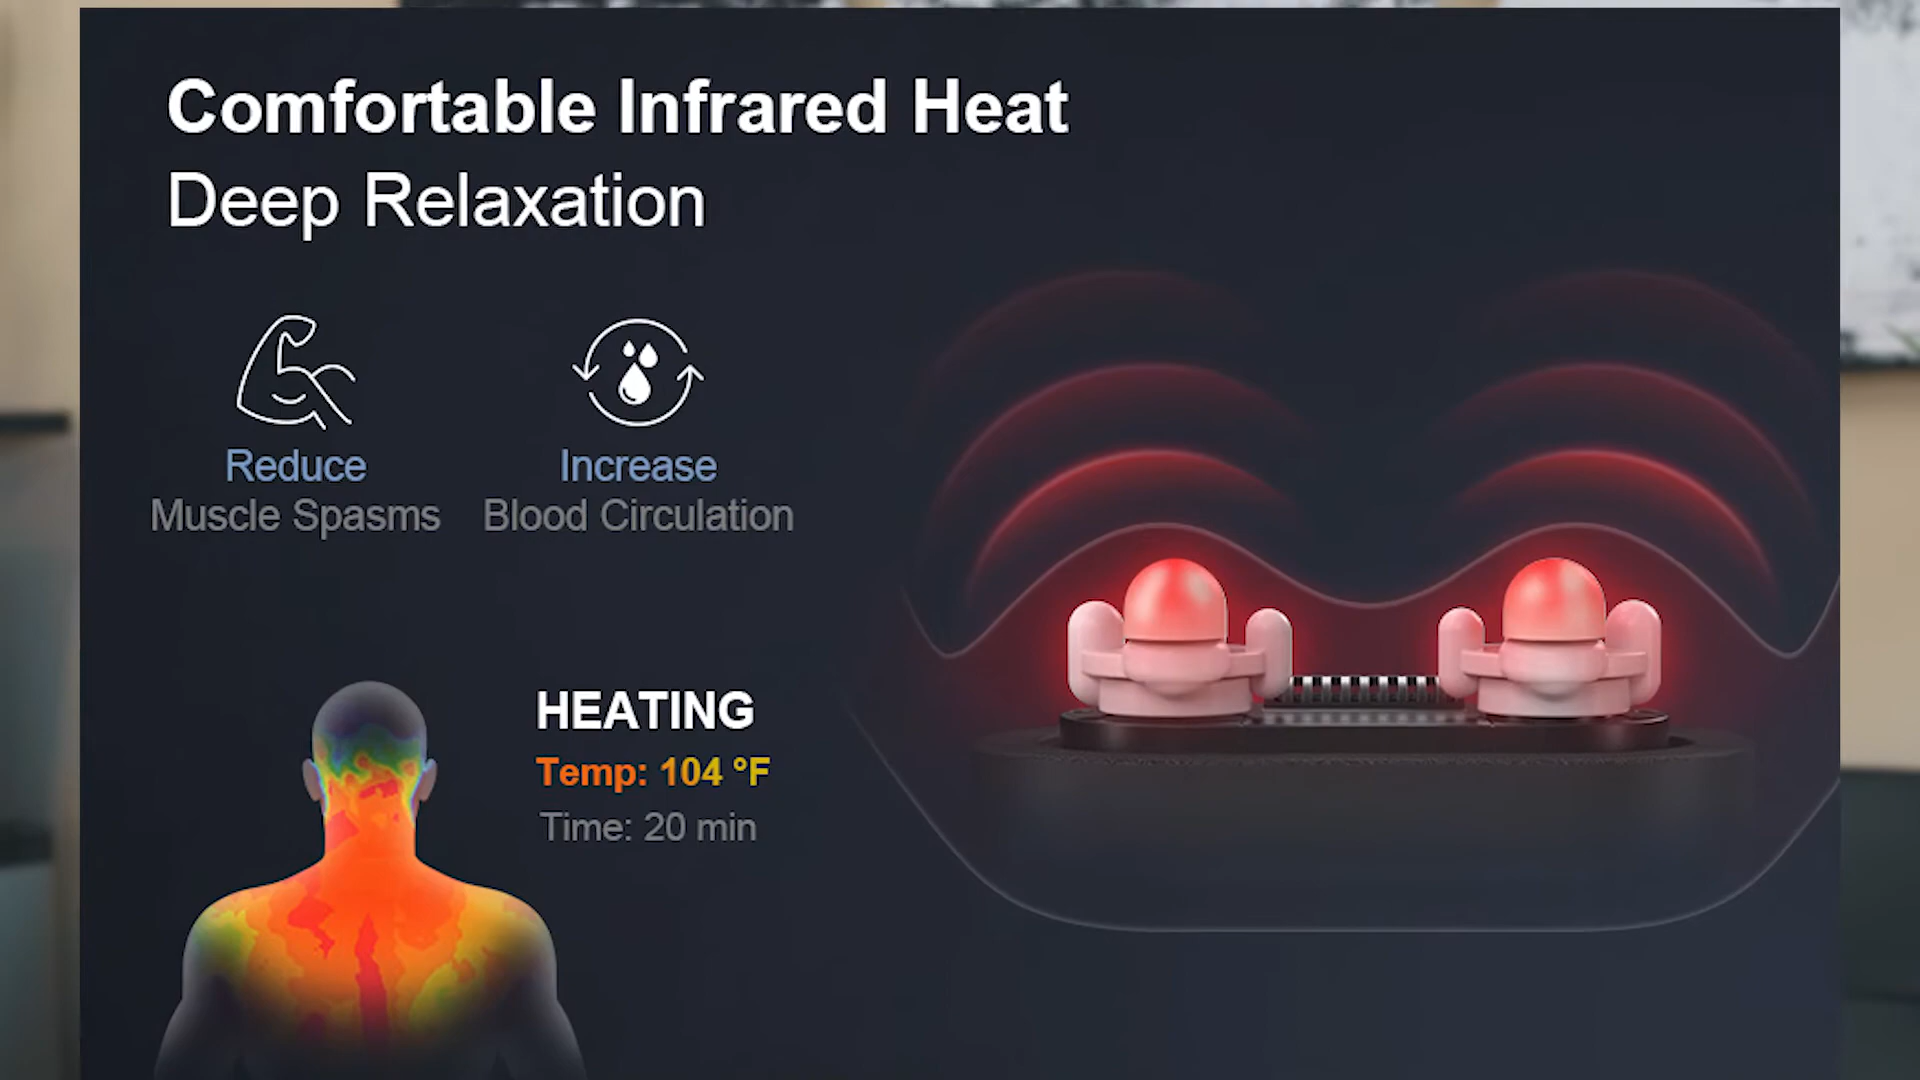 Comfortable Infrared Heat
Deep Relaxation
Reduce
Muscle Spasms
Increase
Blood Circulation
HEATING
Temp: 104 °F
Time: 20 min